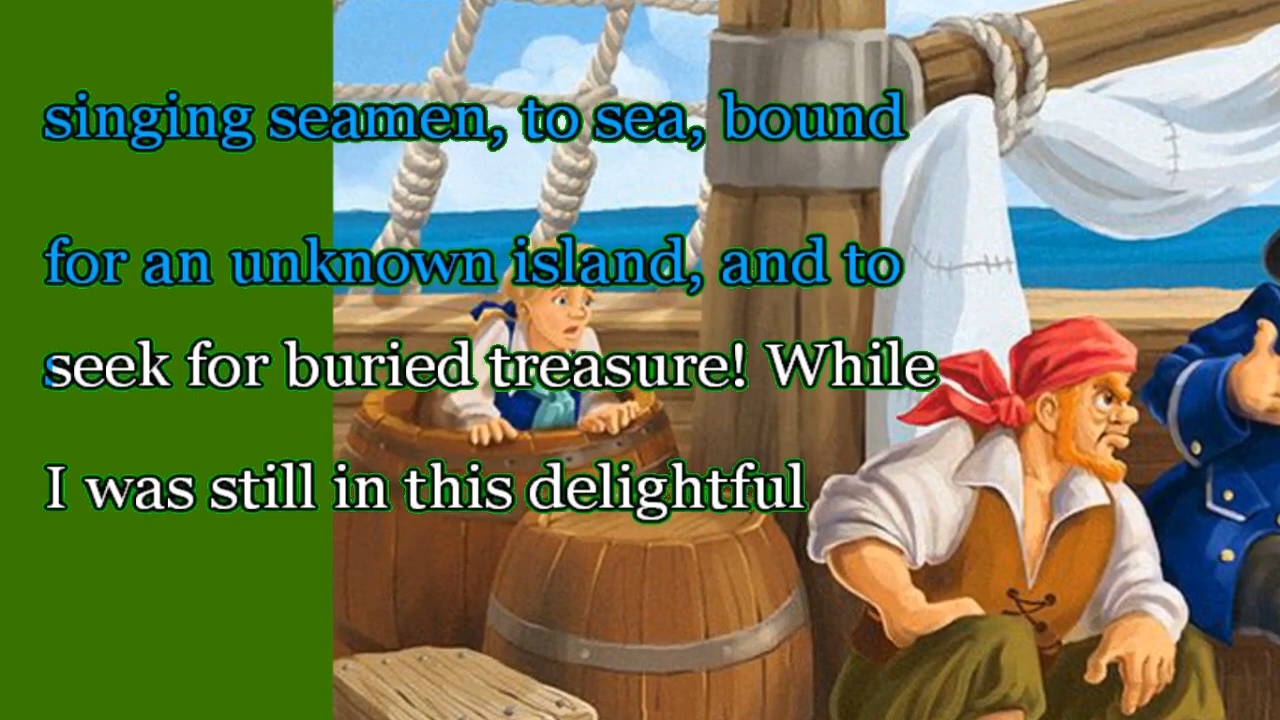 singing seamen, to sea, bound
for an unknown island, and to
seek for buried treasure! While
I was still in this delightful